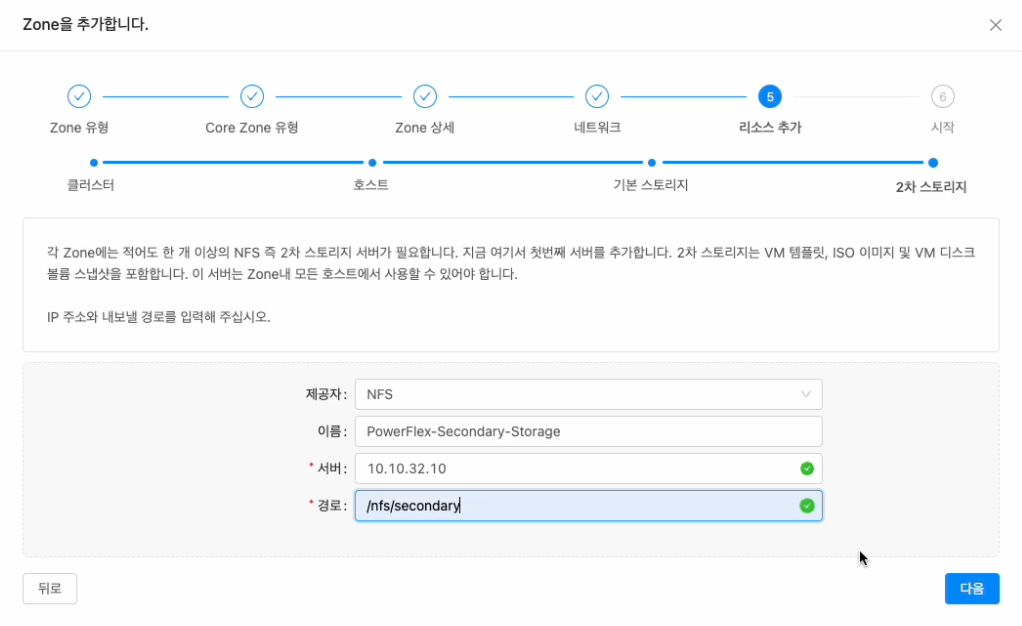 Zone을 추가합니다.
5
6
Zone 유형
Core Zone 유형
Zone 상세
네트워크
리소스 추가
시작
클러스터
호스트
기본 스토리지
2차 스토리지
각 Zone에는 적어도 한 개 이상의 NFS 즉 2차 스토리지 서버가 필요합니다. 지금 여기서 첫번째 서버를 추가합니다. 2차 스토리지는 VM 템플릿, ISO 이미지 및 VM 디스크
볼륨 스냅샷을 포함합니다. 이 서버는 Zone내 모든 호스트에서 사용할 수 있어야 합니다.
IP 주소와 내보낼 경로를 입력해 주십시오.
제공자: NFS
이름: PowerFlex-Secondary-Storage
* 서버: 10.10.32.10
* 경로: /nfs/secondary
뒤로
다음